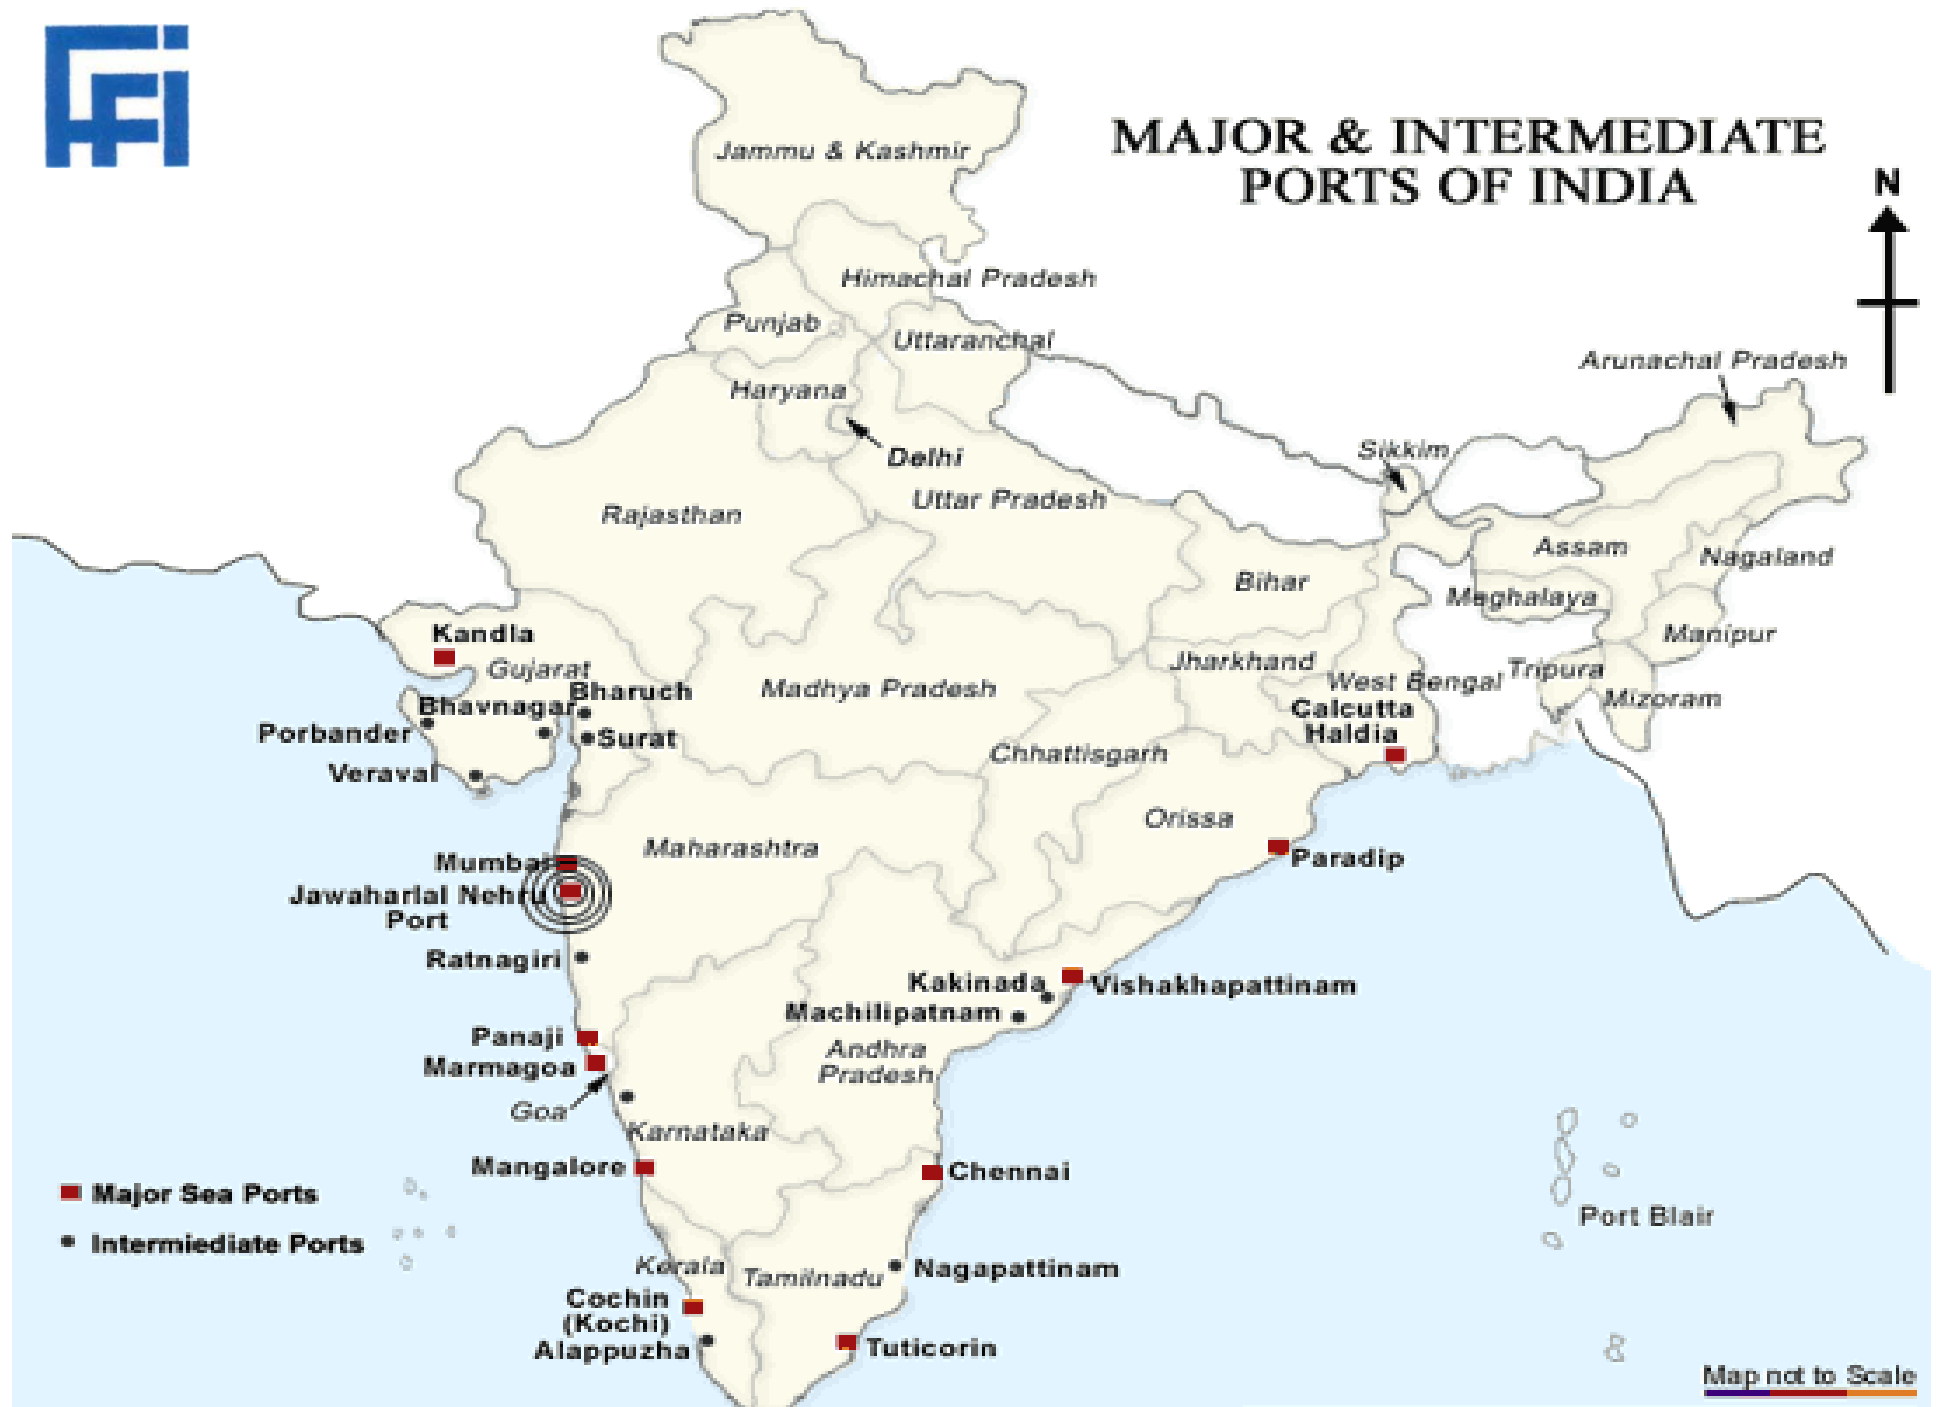 MAJOR & INTERMEDIATE
PORTS OF INDIA
N
Jammu & Kashmir
Himachal Pradesh
Punjab
Uttaranchal
Haryana
Delhi
Arunachal Pradesh
Sikkim
Rajasthan
Uttar Pradesh
Assam
Nagaland
Bihar
Meghalaya
Manipur
Kandla
Gujarat
Jharkhand
Tripura
West Bengal
Mizoram
Madhya Pradesh
Bharuch
Bhavnagar
Calcutta
Haldia
Porbander
Surat
Veraval
Chhattisgarh
Orissa
Maharashtra
Paradip
Mumbai
Jawaharlal Nehru
Port
Ratnagiri
Kakinada
Vishakhapattinam
Machilipatnam
Panaji
Andhra
Pradesh
Marmagoa
Goa
Karnataka
Mangalore
Chennai
Major Sea Ports
Intermiediate Ports
Port Blair
Kerala
Tamilnadu
Nagapattinam
Cochin
(Kochi)
Alappuzha
Tuticorin
Map not to Scale